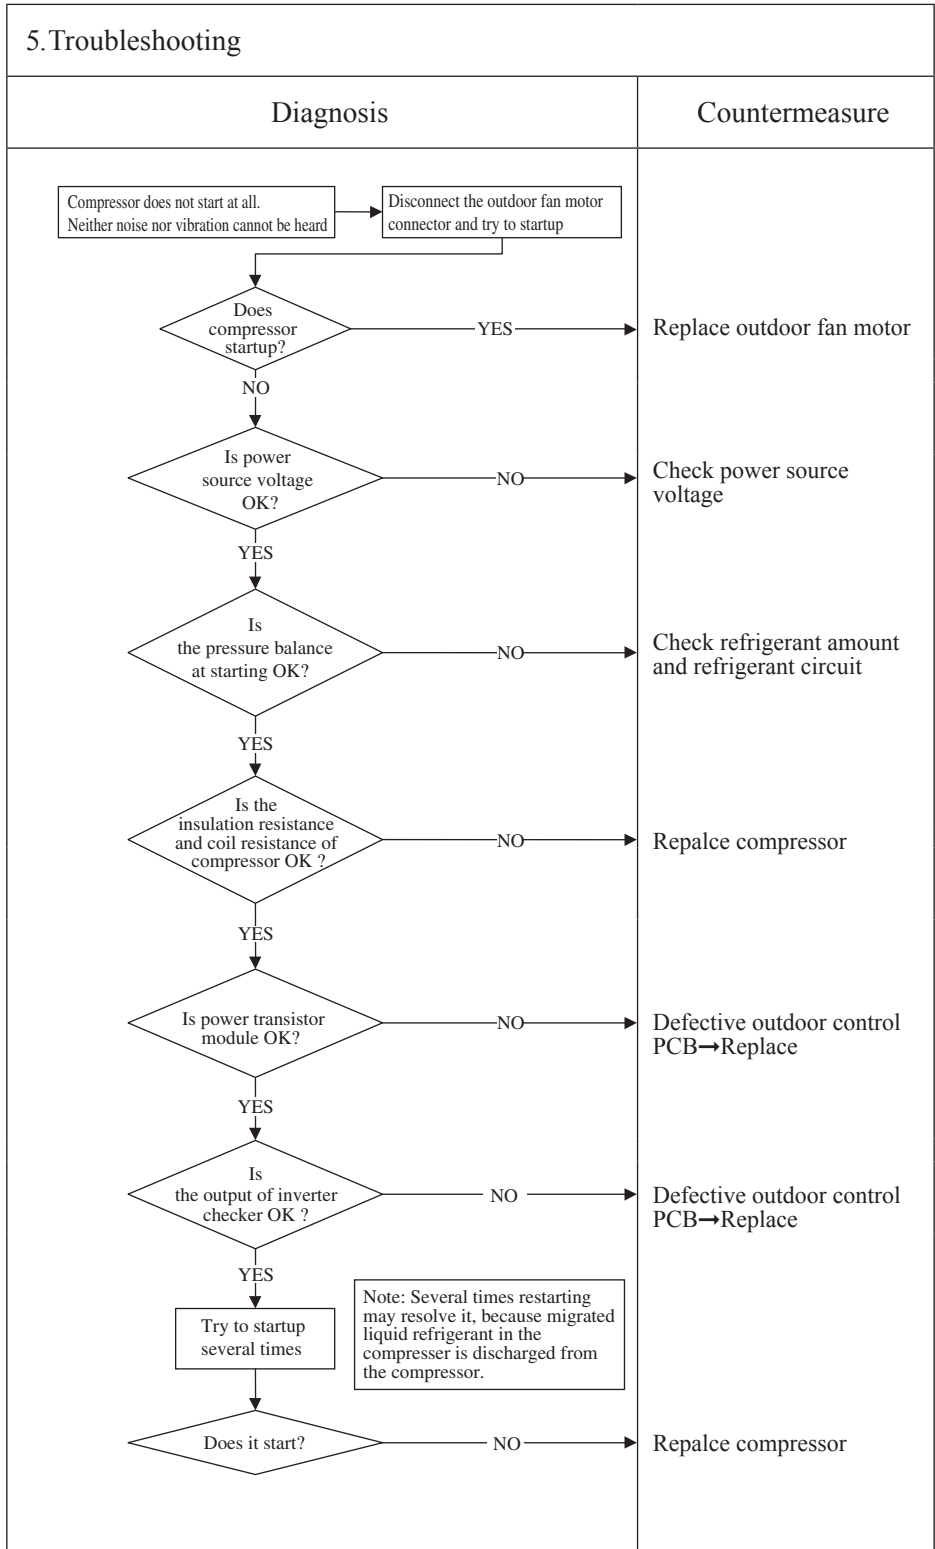 5.Troubleshooting
Diagnosis
Countermeasure
Compressor does not start at all.
Neither noise nor vibration cannot be heard
Disconnect the outdoor fan motor
connector and try to startup
Does
compressor
startup?
YES
Replace outdoor fan motor
NO
Is power
source voltage
OK?
NO
Check power source
voltage
YES
Is
the pressure balance
at starting OK?
NO
Check refrigerant amount
and refrigerant circuit
YES
Is the
insulation resistance
and coil resistance of
compressor OK ?
NO
Repalce compressor
YES
Is power transistor
module OK?
NO
Defective outdoor control
PCB→Replace
YES
Is
the output of inverter
checker OK ?
NO
Defective outdoor control
PCB→Replace
YES
Try to startup
several times
Note: Several times restarting
may resolve it, because migrated
liquid refrigerant in the
compresser is discharged from
the compressor.
Does it start?
NO
Repalce compressor